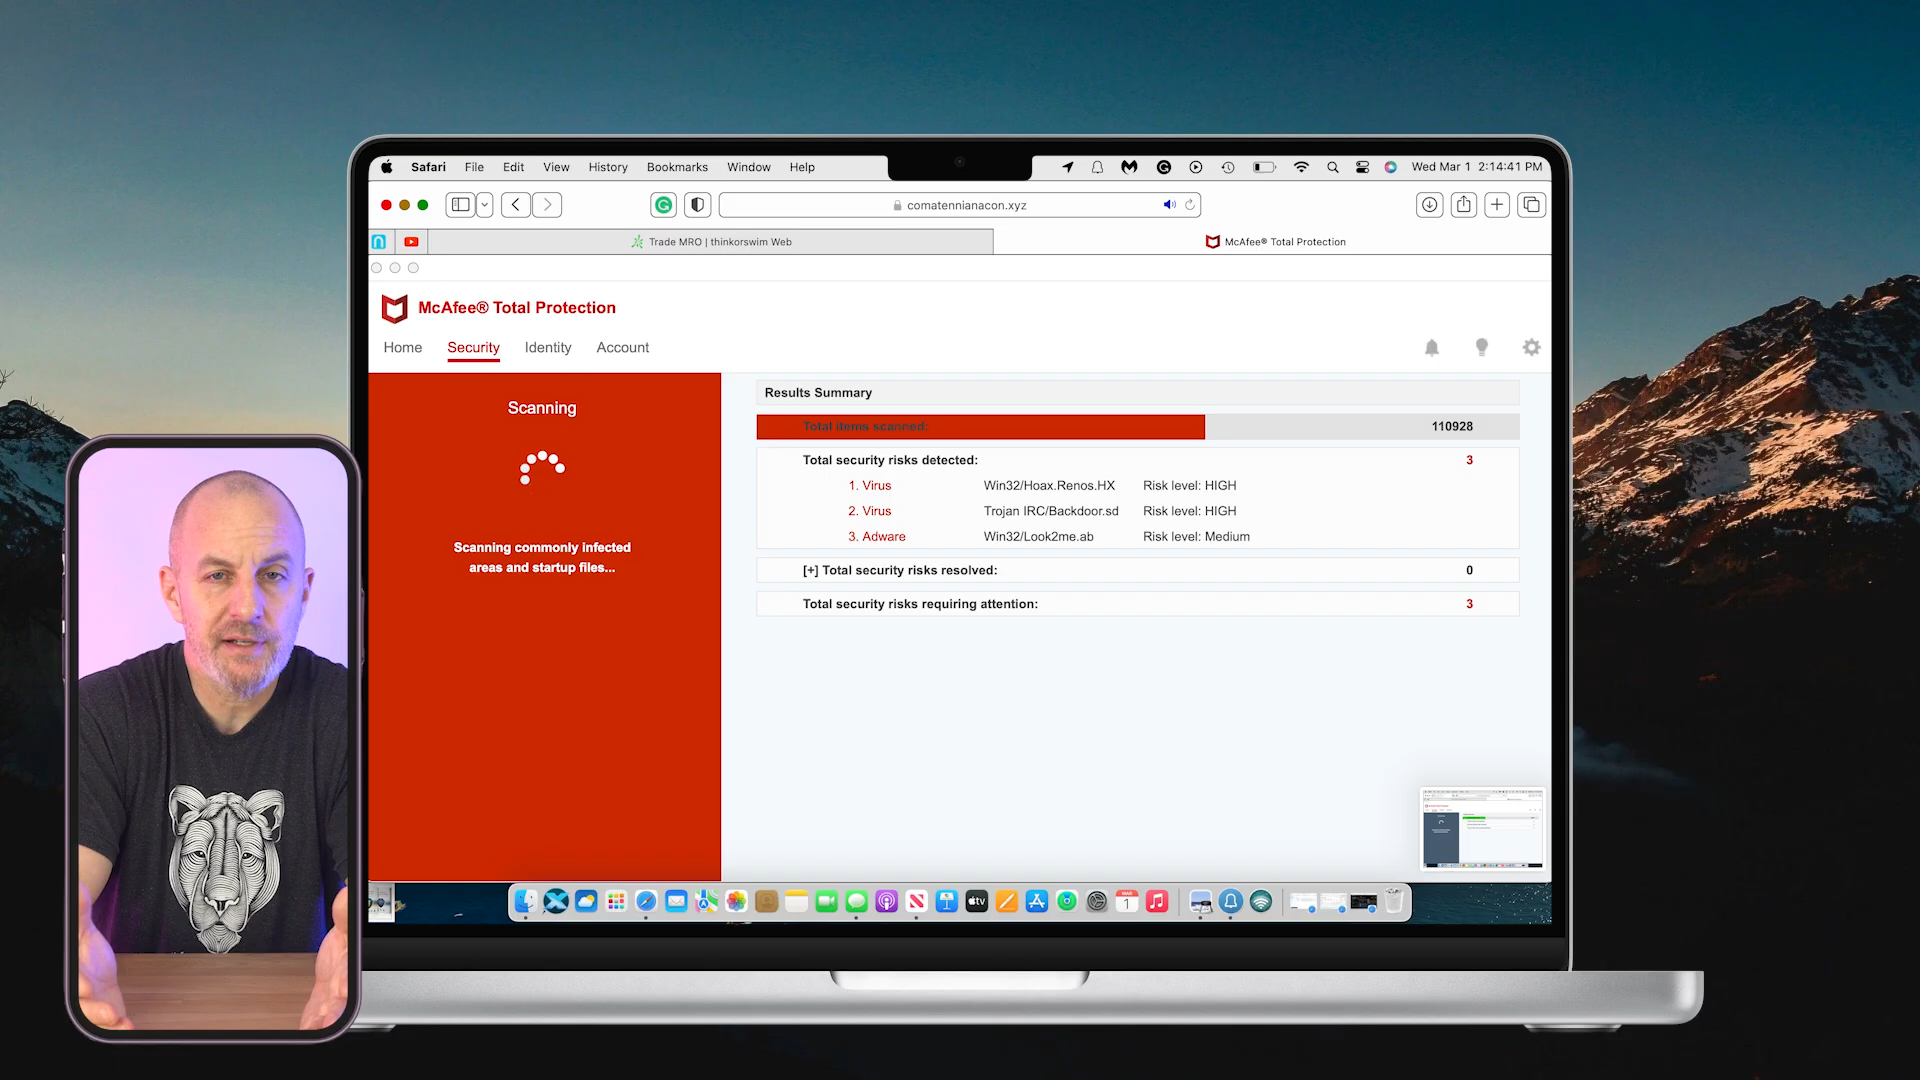 Safari File Edit View History Bookmarks Window Help Wed Mar 1 2:14:41 PM
comatennianacon.xyz
Trade MRO | thinkorswim Web
McAfee® Total Protection
McAfee® Total Protection
Home Security Identity Account
Scanning
Scanning commonly infected
areas and startup files...
Results Summary
Total items scanned: 110928
Total security risks detected: 3
1. Virus Win32/Hoax.Renos.HX Risk level: HIGH
2. Virus Trojan IRC/Backdoor.sd Risk level: HIGH
3. Adware Win32/Look2me.ab Risk level: Medium
[+] Total security risks resolved: 0
Total security risks requiring attention: 3
tv
MAR
1